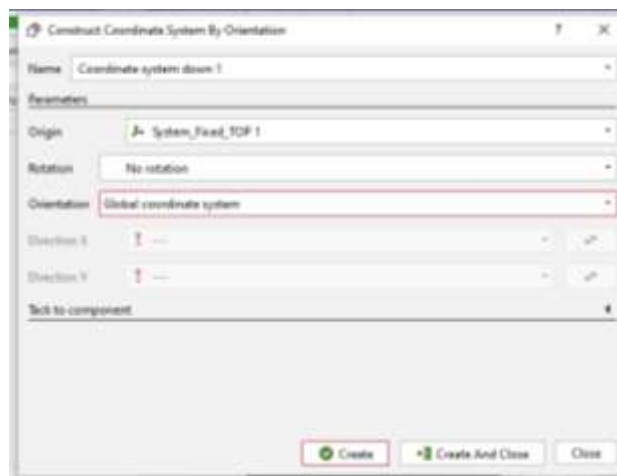 Construct Coordinate System By Orientation ? ×
Name Coordinate system down 1
Parameters
Origin System_Fixed_TOP 1
Rotation No rotation
Orientation Global coordinate system
Direction X ---
Direction Y ---
Tack to component
Create Create And Close Close